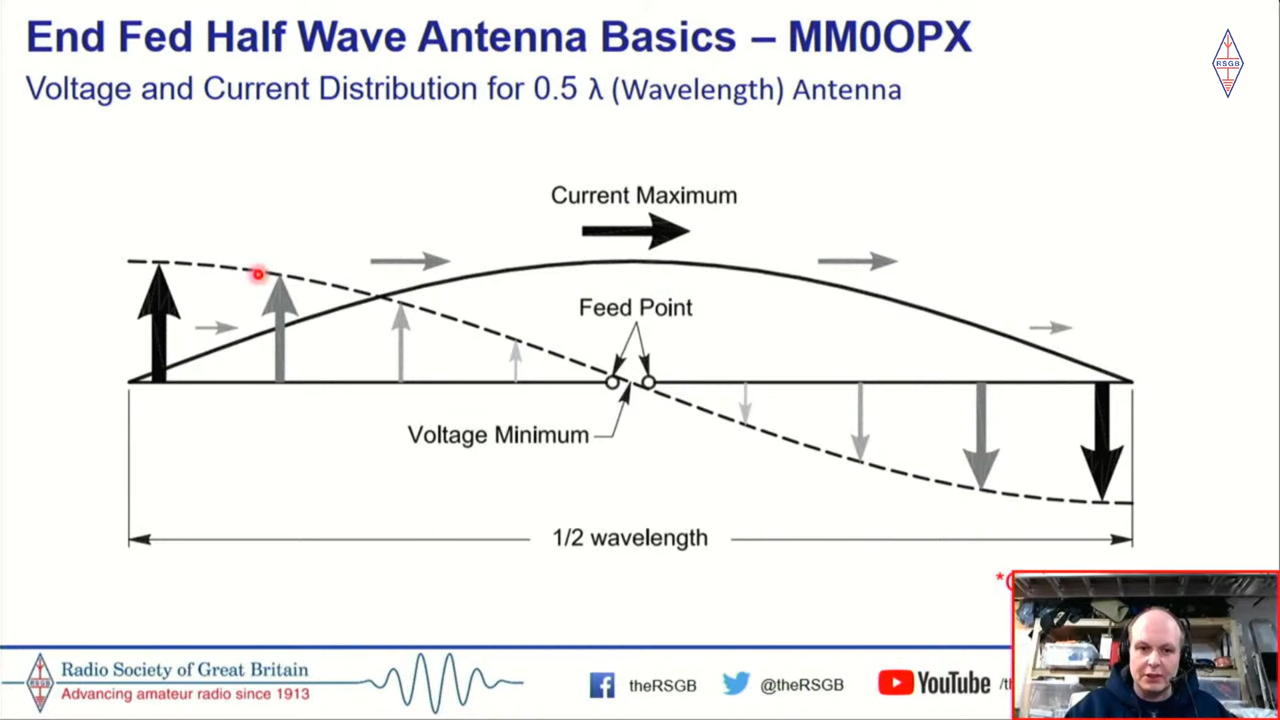 End Fed Half Wave Antenna Basics – MM0OPX
RSGB
Voltage and Current Distribution for 0.5 λ (Wavelength) Antenna
Current Maximum
Feed Point
Voltage Minimum
1/2 wavelength
RSGB
Radio Society of Great Britain
Advancing amateur radio since 1913
theRSGB
@theRSGB
YouTube